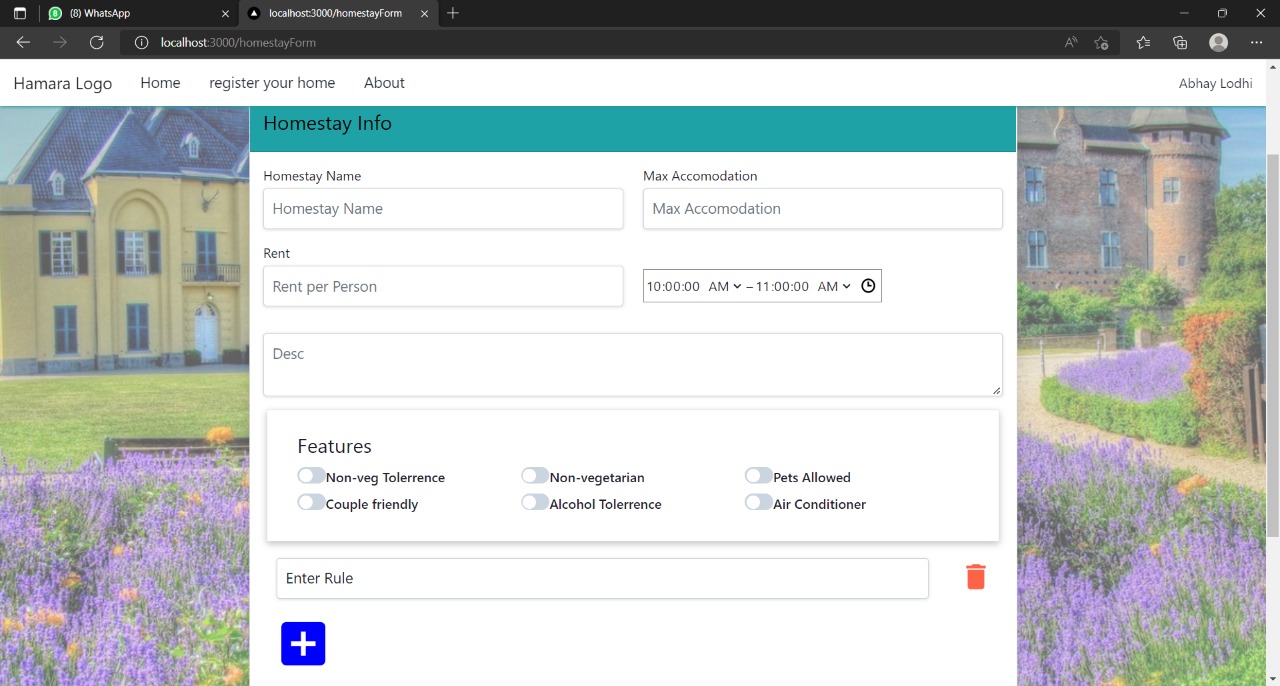 (8) WhatsApp
localhost:3000/homestayForm
localhost:3000/homestayForm
Hamara Logo Home register your home About Abhay Lodhi
Homestay Info
Homestay Name Max Accomodation
Homestay Name Max Accomodation
Rent
Rent per Person 10:00:00 AM – 11:00:00 AM
Desc
Features
Non-veg Tolerrence Non-vegetarian Pets Allowed
Couple friendly Alcohol Tolerrence Air Conditioner
Enter Rule